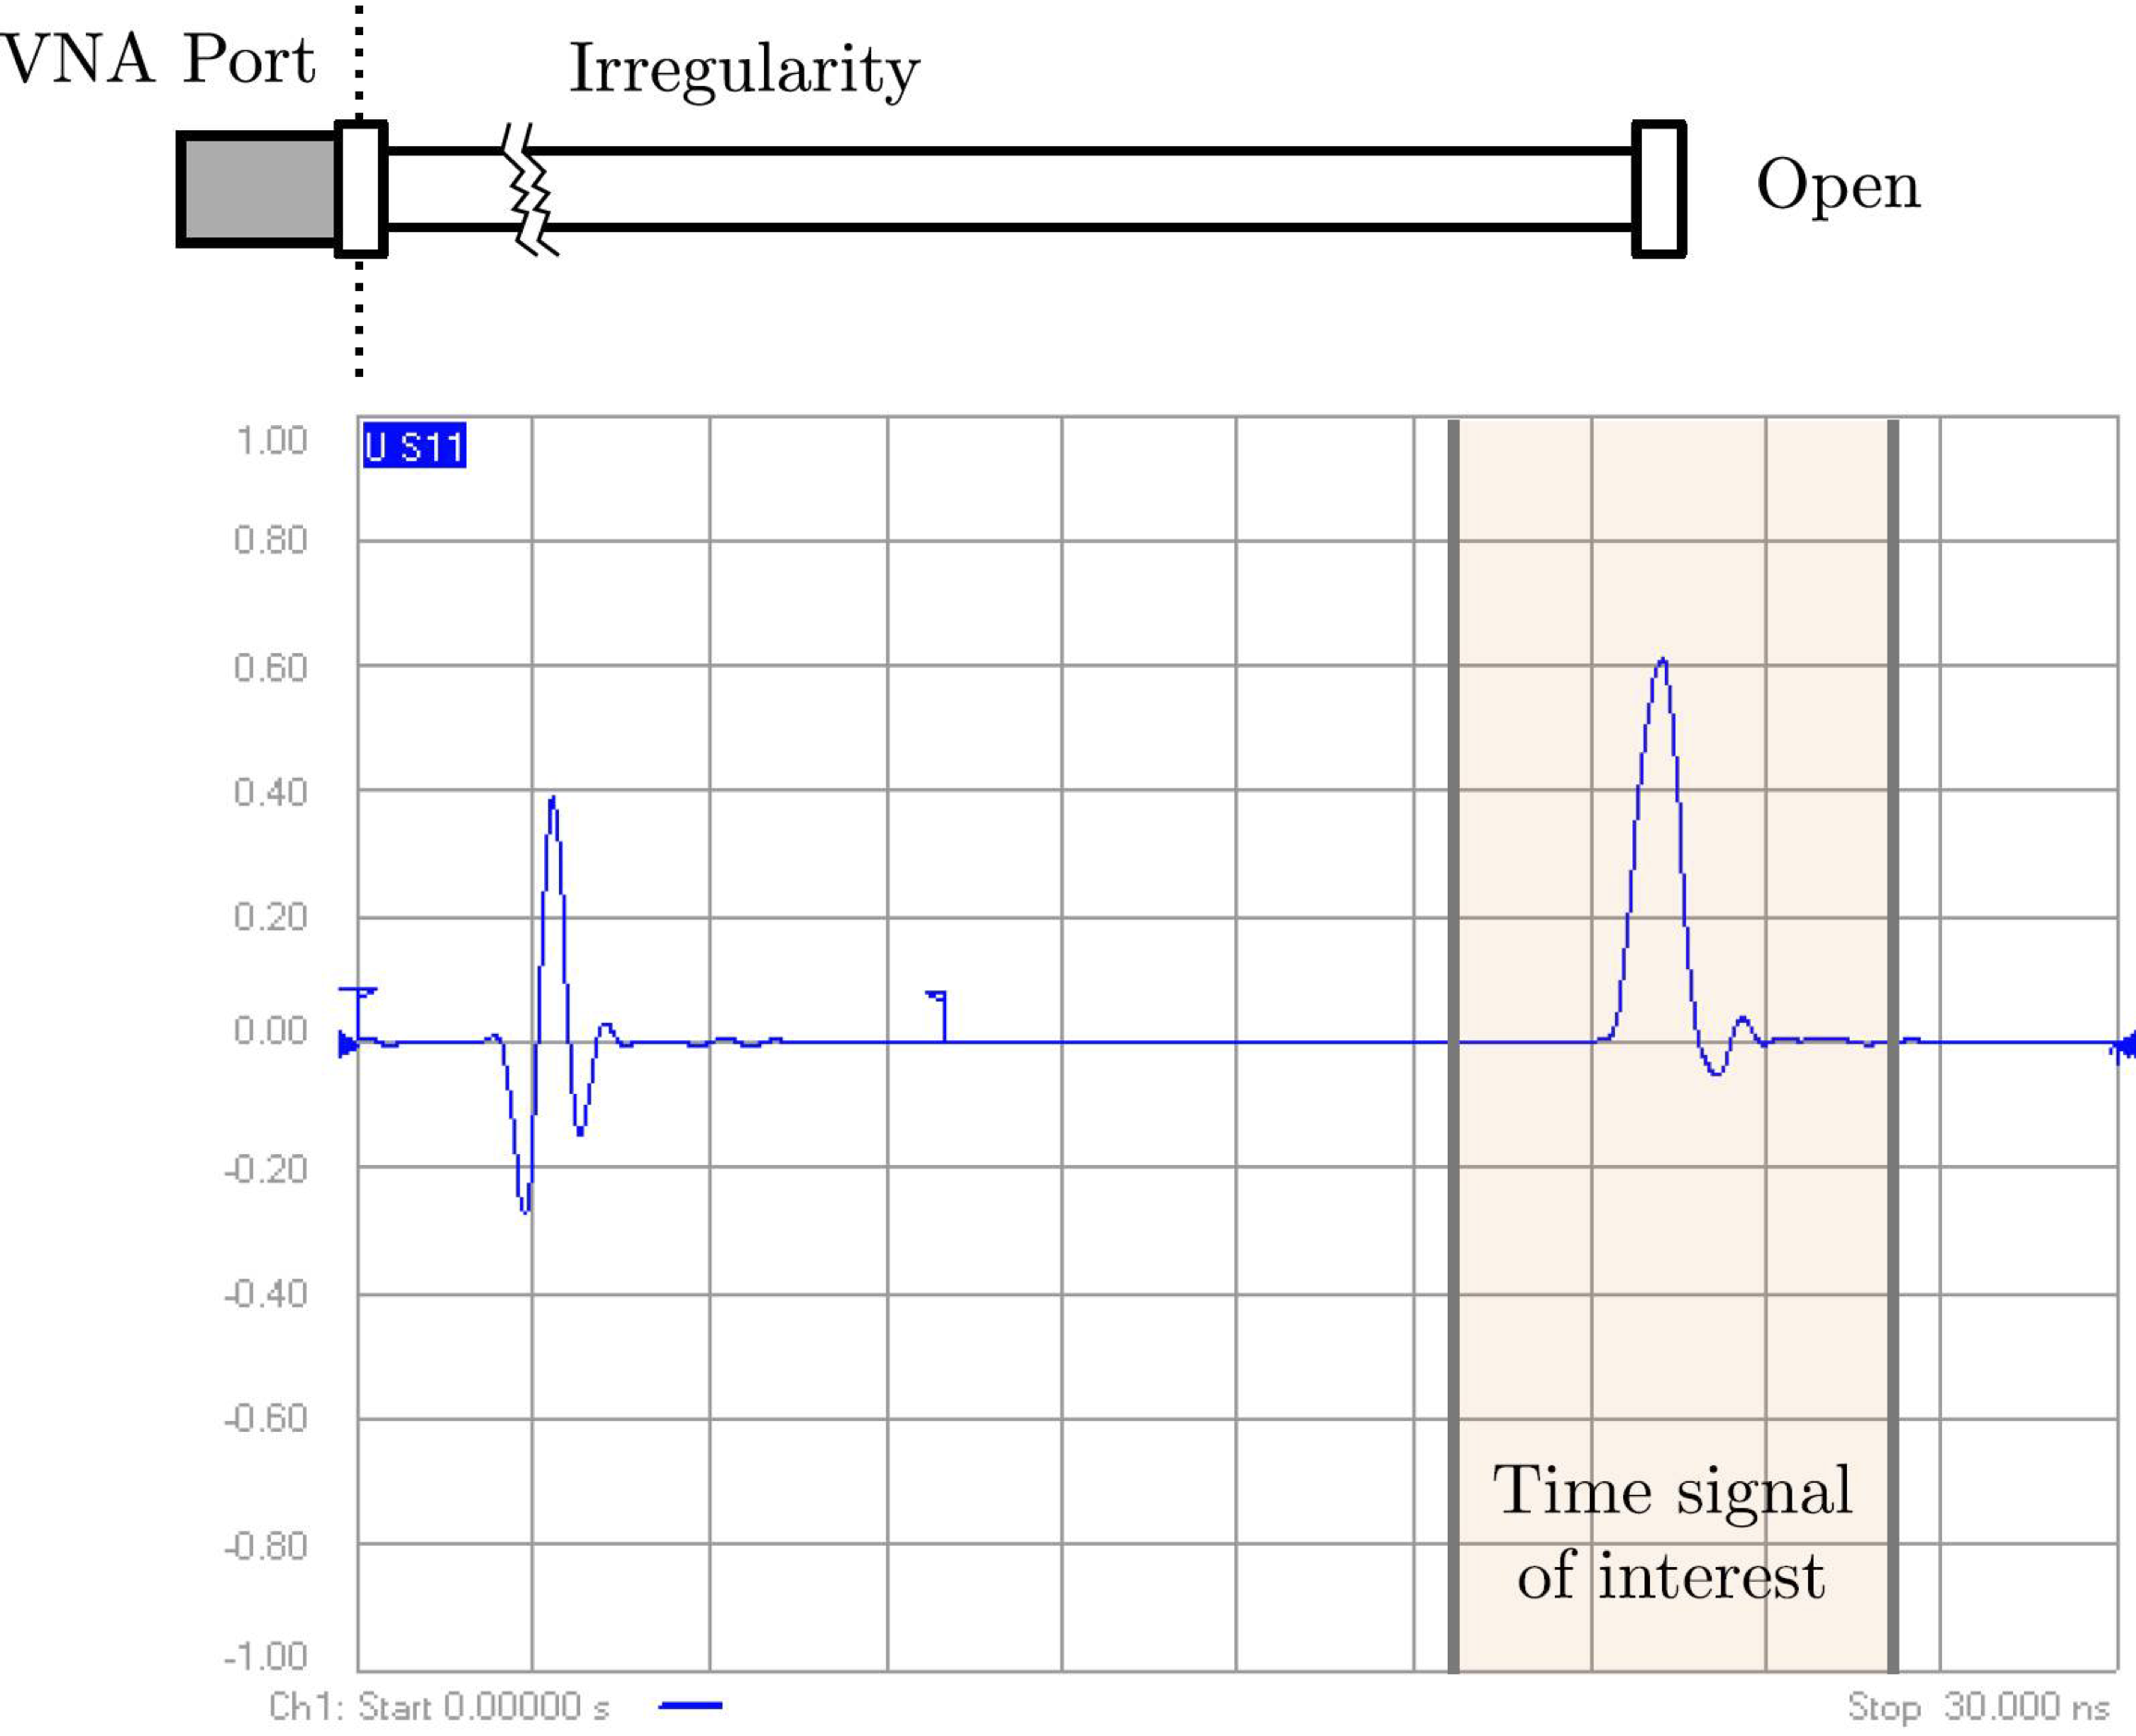 VNA Port
Irregularity
Open
1.00
U S11
0.80
0.60
0.40
0.20
0.00
-0.20
-0.40
-0.60
-0.80
-1.00
Time signal
of interest
Ch1: Start 0.00000 s
Stop 30.000 ns